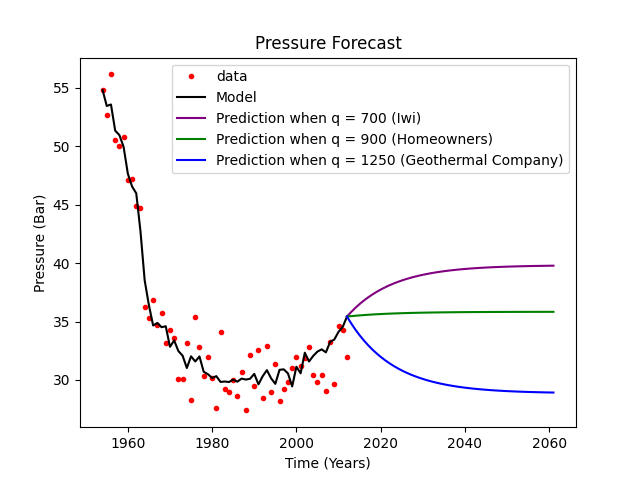 Pressure Forecast
data
Model
Prediction when q = 700 (Iwi)
Prediction when q = 900 (Homeowners)
Prediction when q = 1250 (Geothermal Company)
Pressure (Bar)
55
50
45
40
35
30
1960
1980
2000
2020
2040
2060
Time (Years)